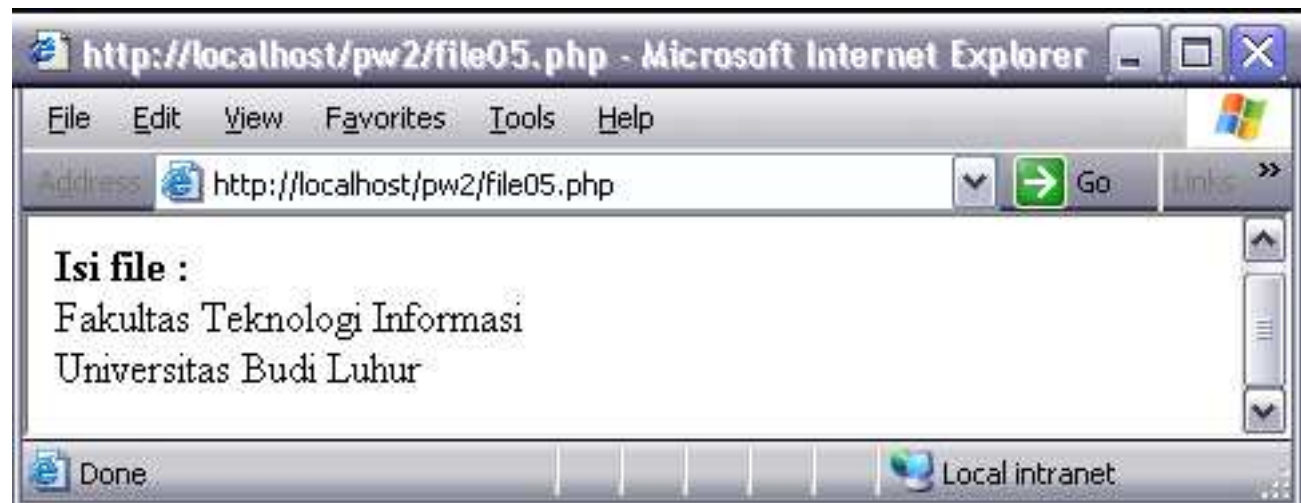 http://localhost/pw2/file05.php - Microsoft Internet Explorer
File Edit View Favorites Tools Help
Address http://localhost/pw2/file05.php Go Links »
Isi file :
Fakultas Teknologi Informasi
Universitas Budi Luhur
Done Local intranet